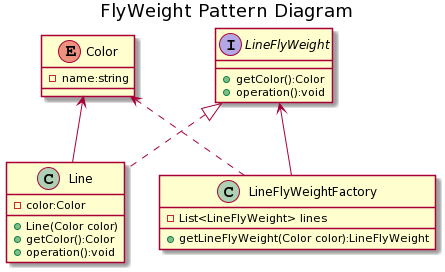 FlyWeight Pattern Diagram
E Color
name:string
I LineFlyWeight
getColor():Color
operation():void
C Line
color:Color
Line(Color color)
getColor():Color
operation():void
C LineFlyWeightFactory
List<LineFlyWeight> lines
getLineFlyWeight(Color color):LineFlyWeight